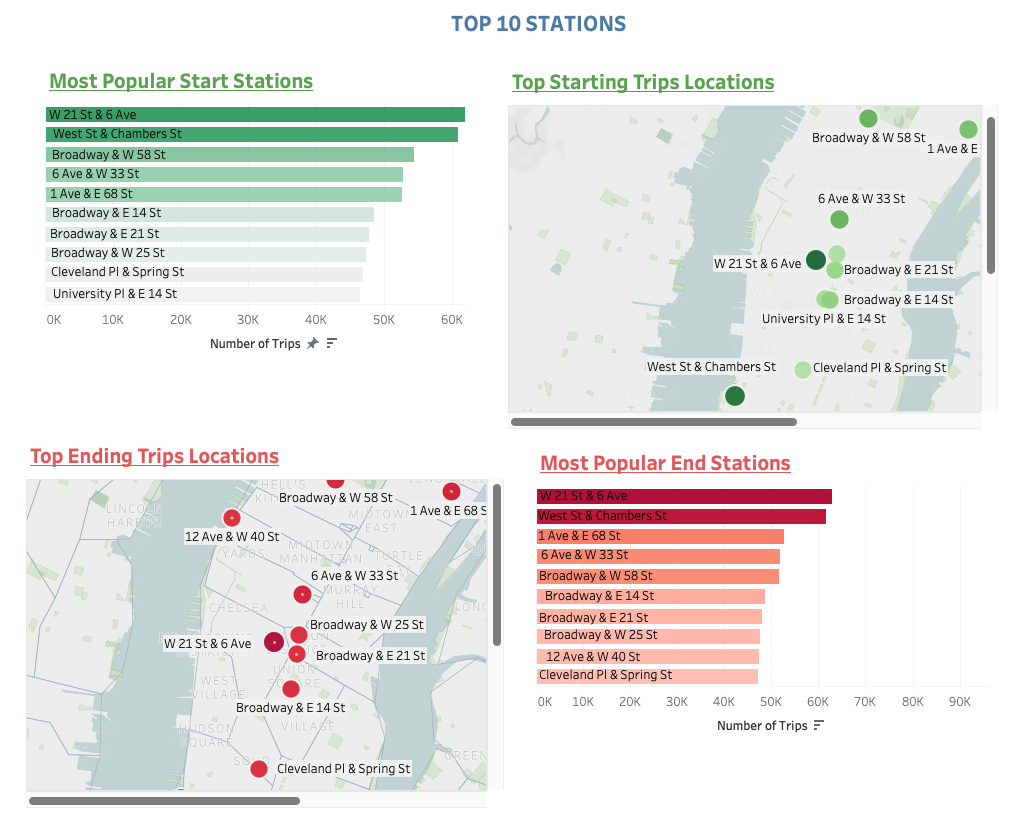 TOP 10 STATIONS
Most Popular Start Stations
W 21 St & 6 Ave
West St & Chambers St
Broadway & W 58 St
6 Ave & W 33 St
1 Ave & E 68 St
Broadway & E 14 St
Broadway & E 21 St
Broadway & W 25 St
Cleveland Pl & Spring St
University Pl & E 14 St
0K 10K 20K 30K 40K 50K 60K
Number of Trips
Top Starting Trips Locations
Broadway & W 58 St
1 Ave & E
6 Ave & W 33 St
W 21 St & 6 Ave
Broadway & E 21 St
Broadway & E 14 St
University Pl & E 14 St
West St & Chambers St
Cleveland Pl & Spring St
Top Ending Trips Locations
HELL'S
Broadway & W 58 St
1 Ave & E 68 S
LINCOLN
HARBOR
MIDTOWN
EAST
12 Ave & W 40 St
YARDS
MIDTOWN
MANHATTAN
TURTLE
6 Ave & W 33 St
MURRAY
HILL
CHELSEA
Broadway & W 25 St
W 21 St & 6 Ave
Broadway & E 21 St
UNION
SQUARE
WEST
VILLAGE
Broadway & E 14 St
VILLAGE
HUDSON
SQUARE
Cleveland Pl & Spring St
GREEN
Most Popular End Stations
W 21 St & 6 Ave
West St & Chambers St
1 Ave & E 68 St
6 Ave & W 33 St
Broadway & W 58 St
Broadway & E 14 St
Broadway & E 21 St
Broadway & W 25 St
12 Ave & W 40 St
Cleveland Pl & Spring St
0K 10K 20K 30K 40K 50K 60K 70K 80K 90K
Number of Trips